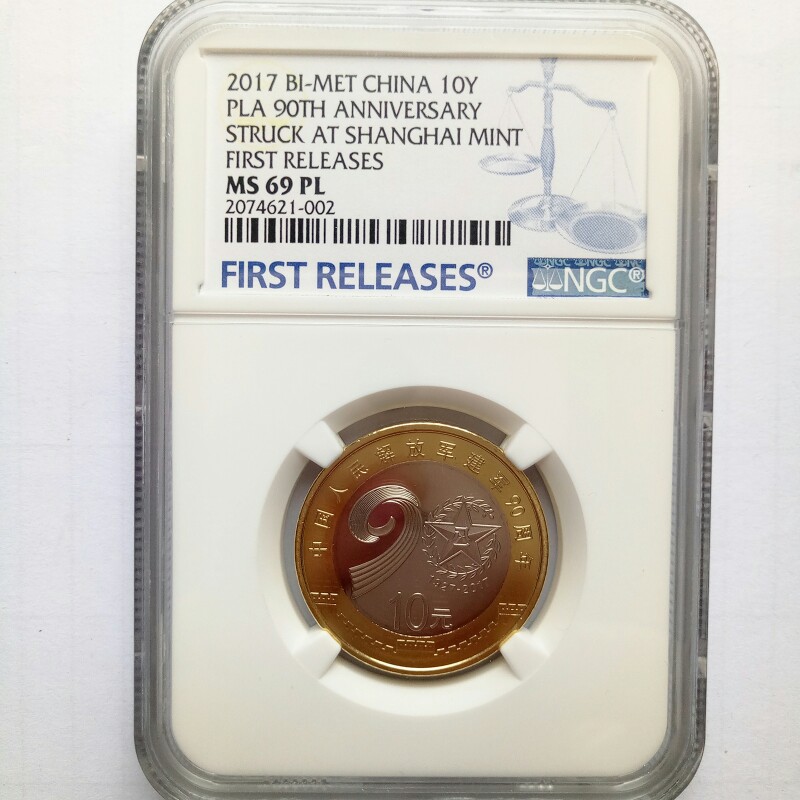 2017 BI-MET CHINA 10Y
PLA 90TH ANNIVERSARY
STRUCK AT SHANGHAI MINT
FIRST RELEASES
MS 69 PL
2074621-002
FIRST RELEASES®
NGC®
中国人民解放军建军90周年
1927-2017
10元